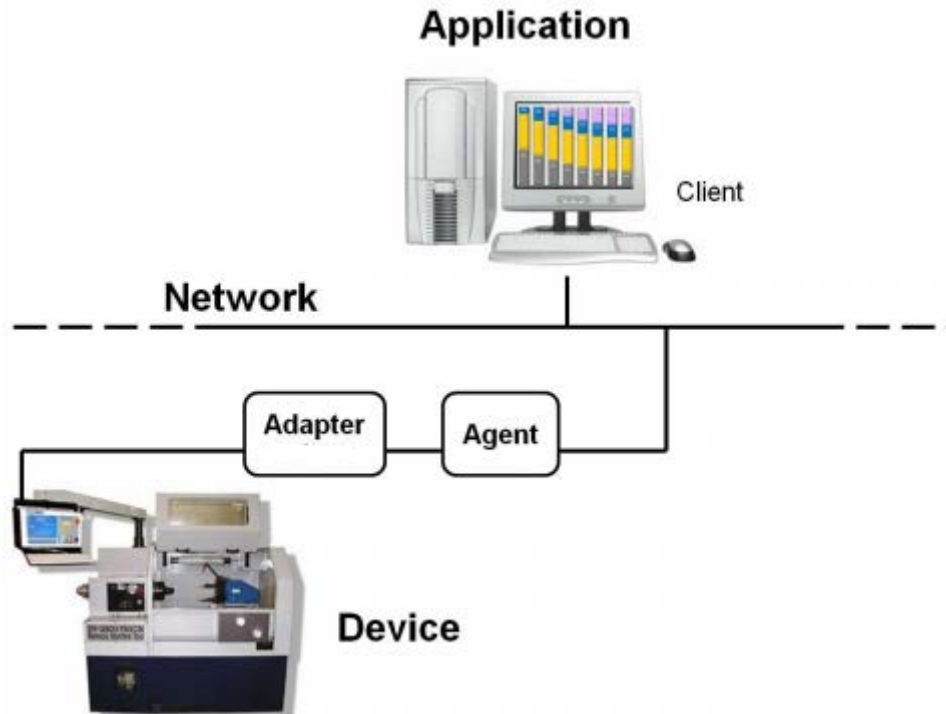 Application
Client
Network
Adapter
Agent
Device